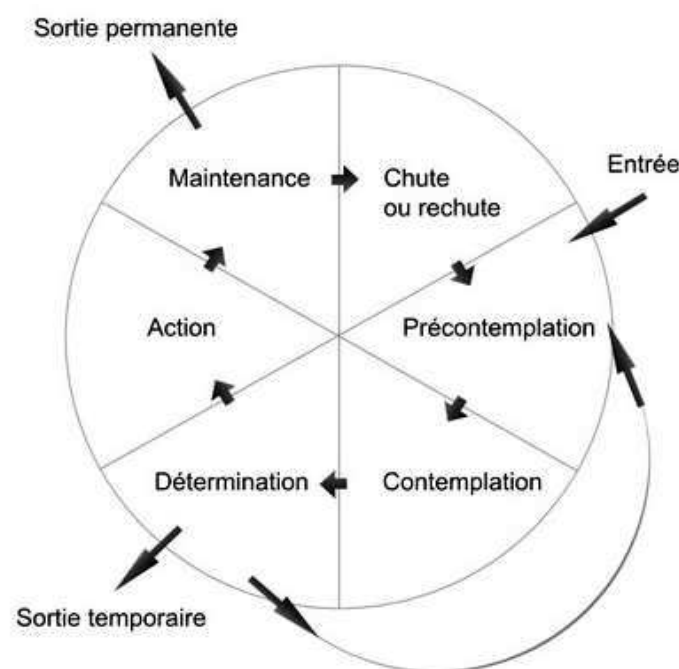 Sortie permanente
Entrée
Maintenance
Chute
ou rechute
Action
Précontemplation
Détermination
Contemplation
Sortie temporaire